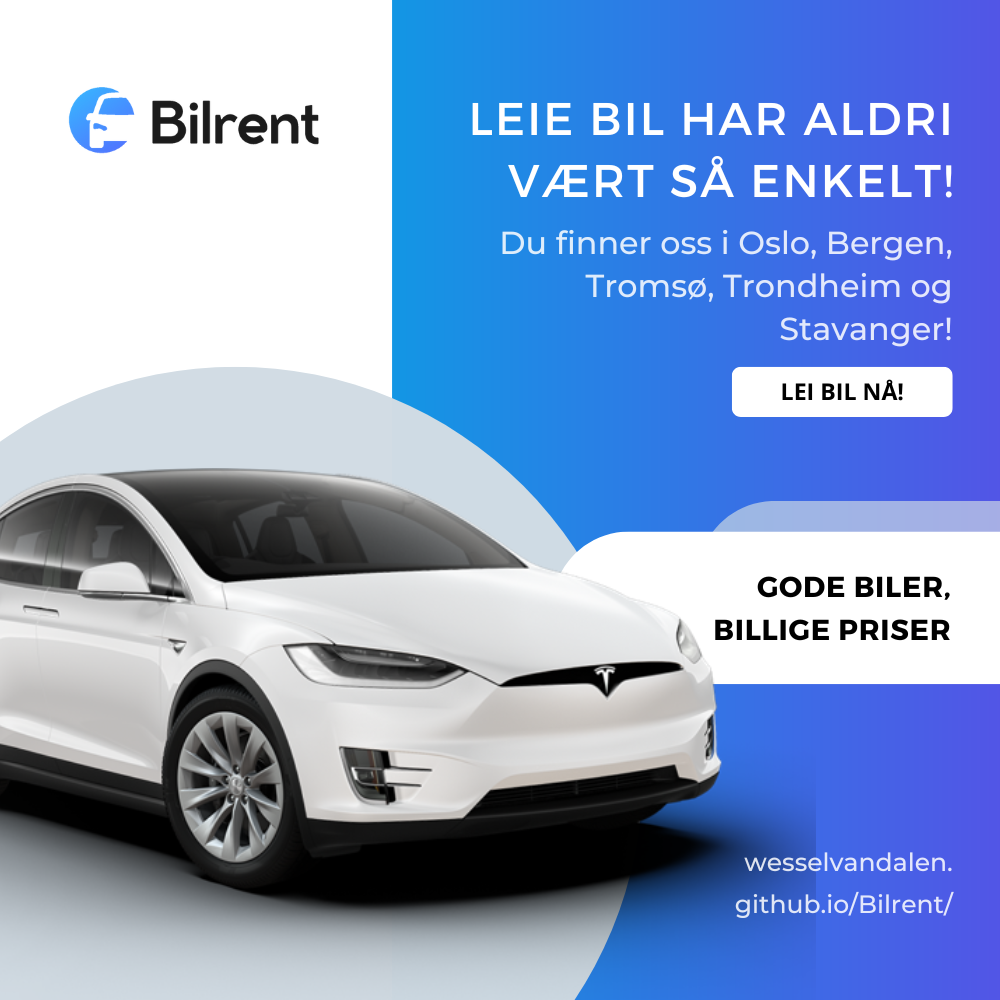 Bilrent
LEIE BIL HAR ALDRI
VÆRT SÅ ENKELT!
Du finner oss i Oslo, Bergen,
Tromsø, Trondheim og
Stavanger!
LEI BIL NÅ!
GODE BILER,
BILLIGE PRISER
wesselvandalen.
github.io/Bilrent/